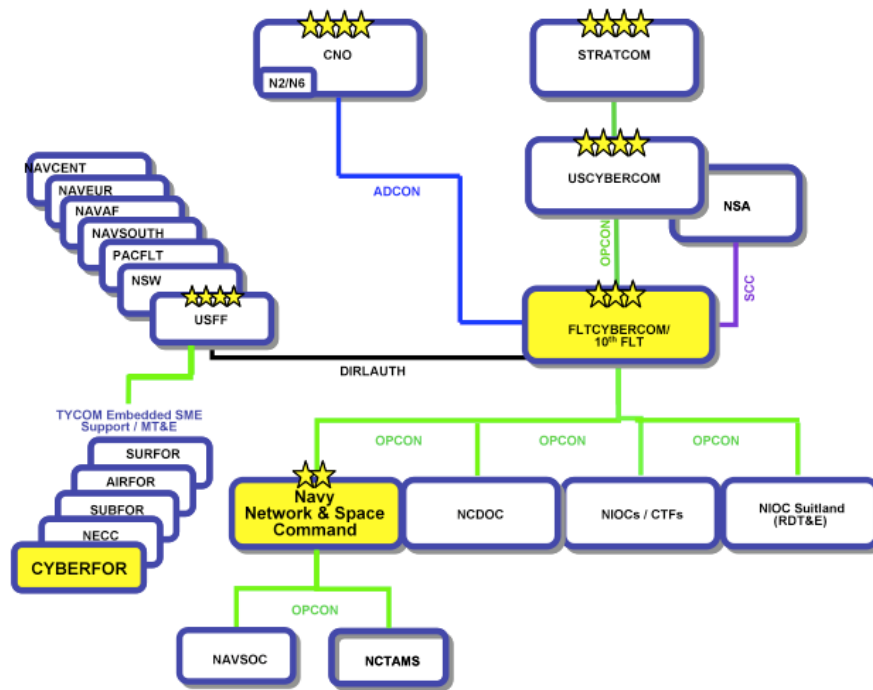 CNO
N2/N6
STRATCOM
USCYBERCOM
NSA
ADCON
OPCON
SCC
NAVCENT
NAVEUR
NAVAF
NAVSOUTH
PACFLT
NSW
USFF
FLTCYBERCOM/
10th FLT
DIRLAUTH
TYCOM Embedded SME
Support / MT&E
SURFOR
AIRFOR
SUBFOR
NECC
CYBERFOR
OPCON
OPCON
OPCON
Navy
Network & Space
Command
NCDOC
NIOCs / CTFs
NIOC Suitland
(RDT&E)
OPCON
NAVSOC
NCTAMS